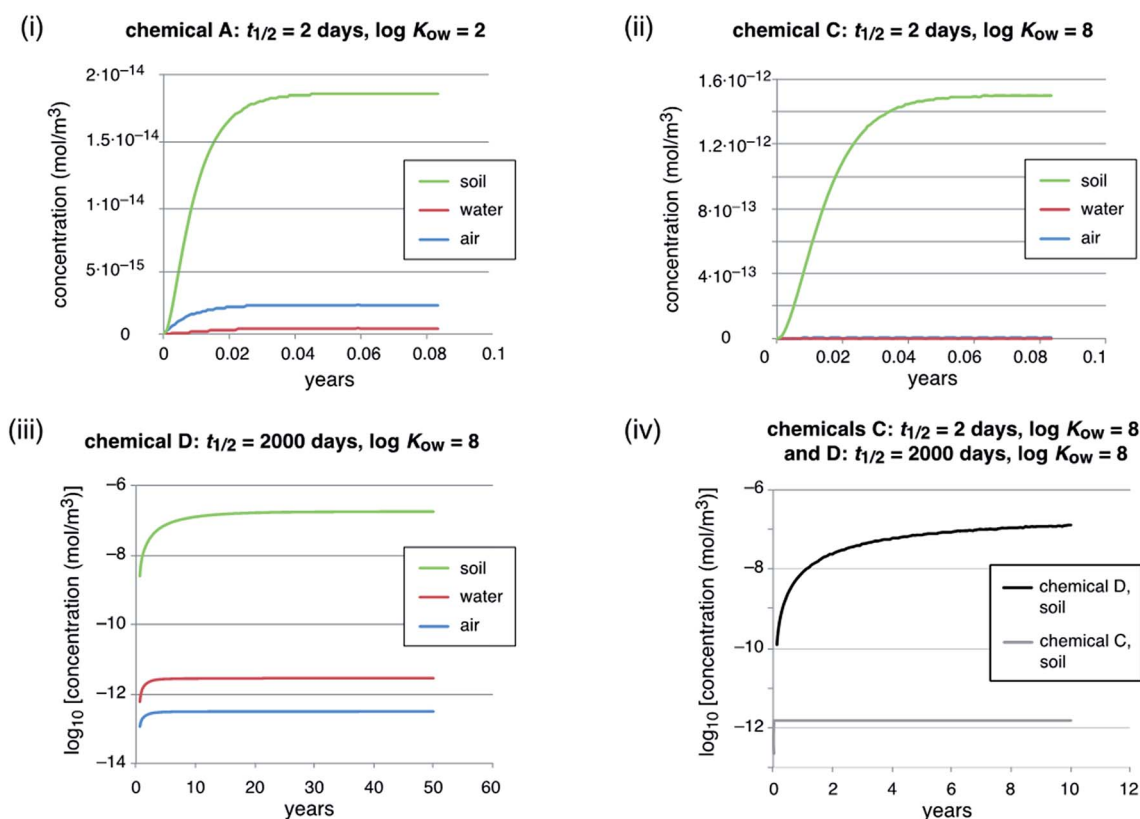 (i)
chemical A: t1/2 = 2 days, log Kow = 2
concentration (mol/m³)
2·10⁻¹⁴
1.5·10⁻¹⁴
1·10⁻¹⁴
5·10⁻¹⁵
0
0
0.02
0.04
0.06
0.08
0.1
years
soil
water
air
(ii)
chemical C: t1/2 = 2 days, log Kow = 8
concentration (mol/m³)
1.6·10⁻¹²
1.2·10⁻¹²
8·10⁻¹³
4·10⁻¹³
0
0
0.02
0.04
0.06
0.08
0.1
years
soil
water
air
(iii)
chemical D: t1/2 = 2000 days, log Kow = 8
log₁₀ [concentration (mol/m³)]
−6
−8
−10
−12
−14
0
10
20
30
40
50
60
years
soil
water
air
(iv)
chemicals C: t1/2 = 2 days, log Kow = 8
and D: t1/2 = 2000 days, log Kow = 8
log₁₀ [concentration (mol/m³)]
−6
−8
−10
−12
0
2
4
6
8
10
12
years
chemical D,
soil
chemical C,
soil